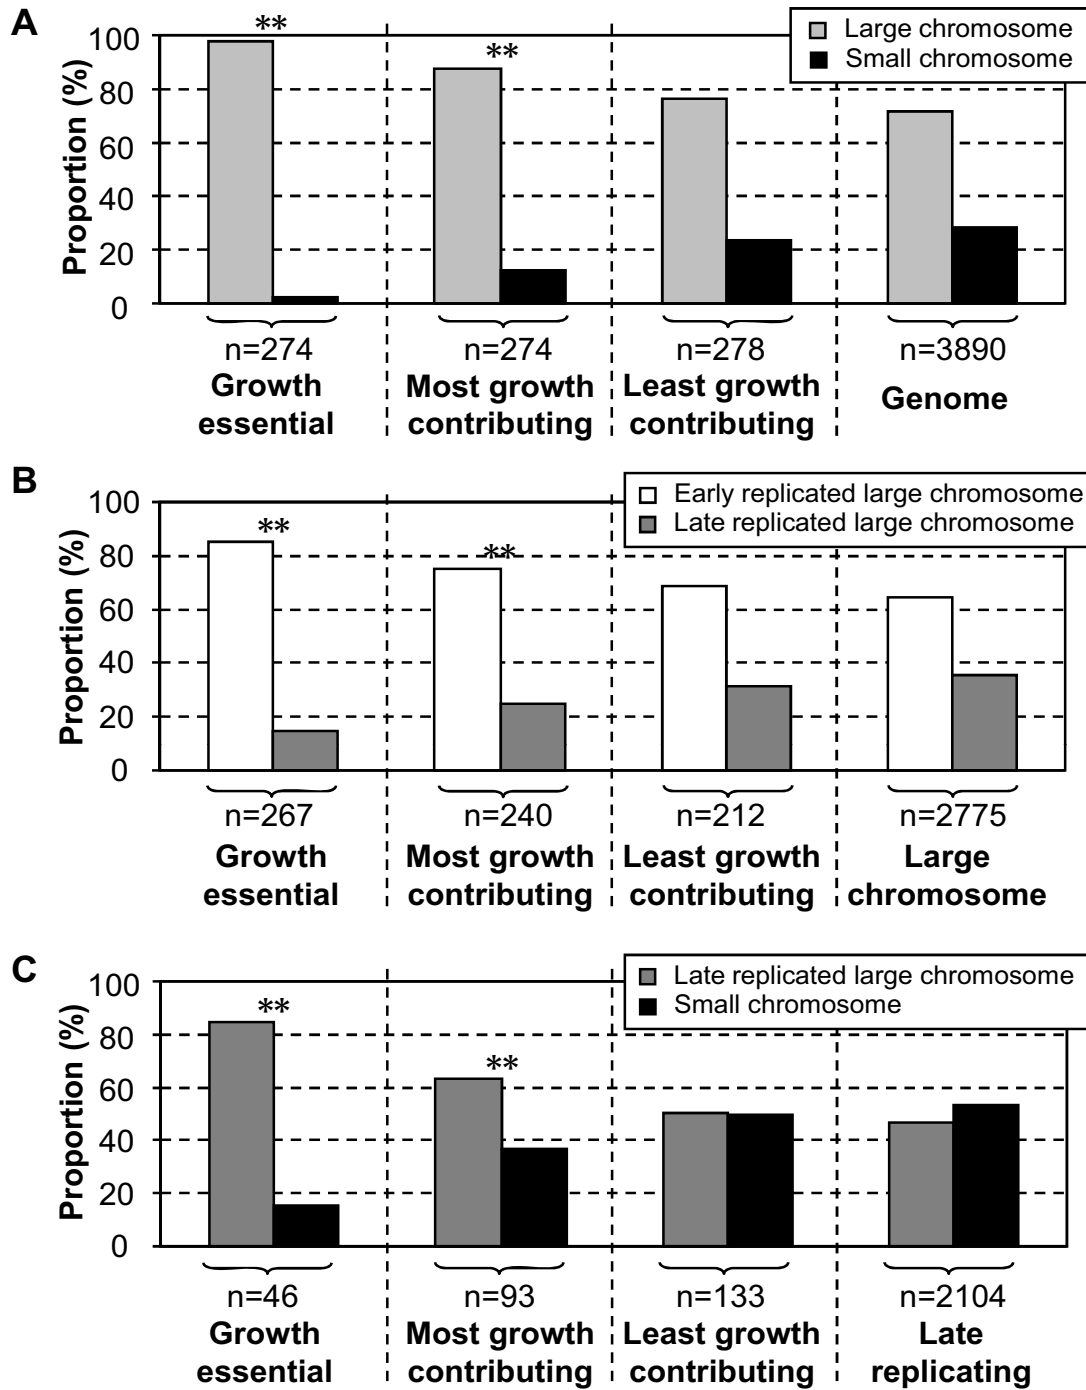 A
Large chromosome
Small chromosome
Proportion (%)
100
80
60
40
20
0
**
**
n=274
n=274
n=278
n=3890
Growth
essential
Most growth
contributing
Least growth
contributing
Genome
B
Early replicated large chromosome
Late replicated large chromosome
Proportion (%)
100
80
60
40
20
0
**
**
n=267
n=240
n=212
n=2775
Growth
essential
Most growth
contributing
Least growth
contributing
Large
chromosome
C
Late replicated large chromosome
Small chromosome
Proportion (%)
100
80
60
40
20
0
**
**
n=46
n=93
n=133
n=2104
Growth
essential
Most growth
contributing
Least growth
contributing
Late
replicating